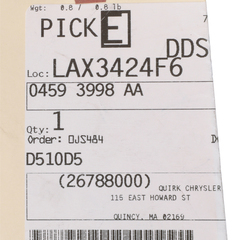 Wgt: 0.8 / 0.8 lb
PICK E
DDS
Loc: LAX3424F6
0459 3998 AA
Qty: 1
Order: OJS484
D510D5
(26788000)
QUIRK CHRYSLER
115 EAST HOWARD ST
QUINCY, MA 02169